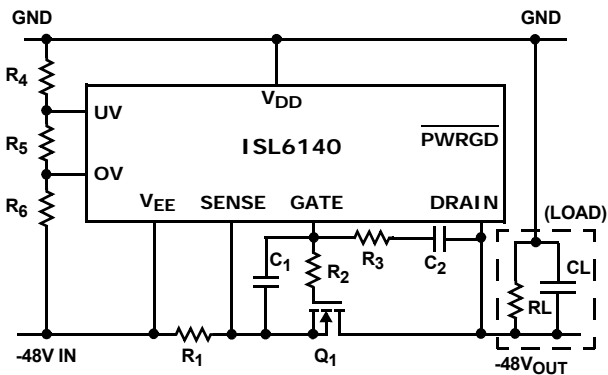 GND
GND
R4
VDD
UV
R5
ISL6140
PWRGD
OV
R6
VEE
SENSE
GATE
DRAIN
(LOAD)
C1
R2
R3
C2
CL
RL
-48V IN
R1
Q1
-48VOUT